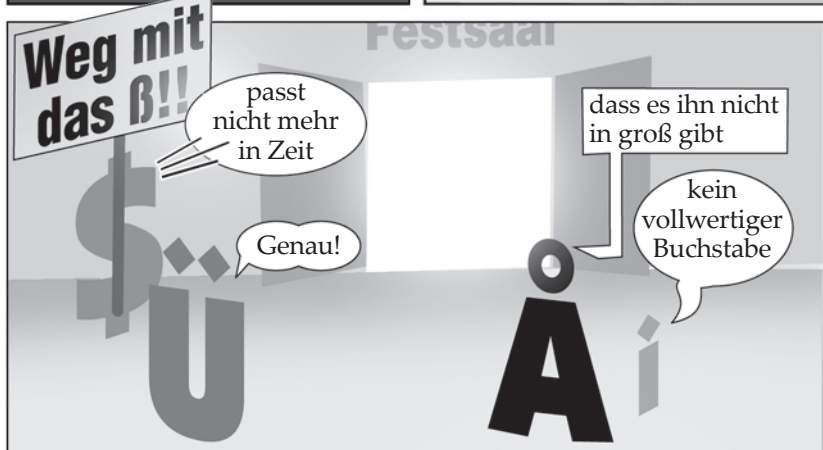 Festsaal
Weg mit
das ß!!
passt
nicht mehr
in Zeit
Genau!
dass es ihn nicht
in groß gibt
kein
vollwertiger
Buchstabe
$
Ü
Å
i